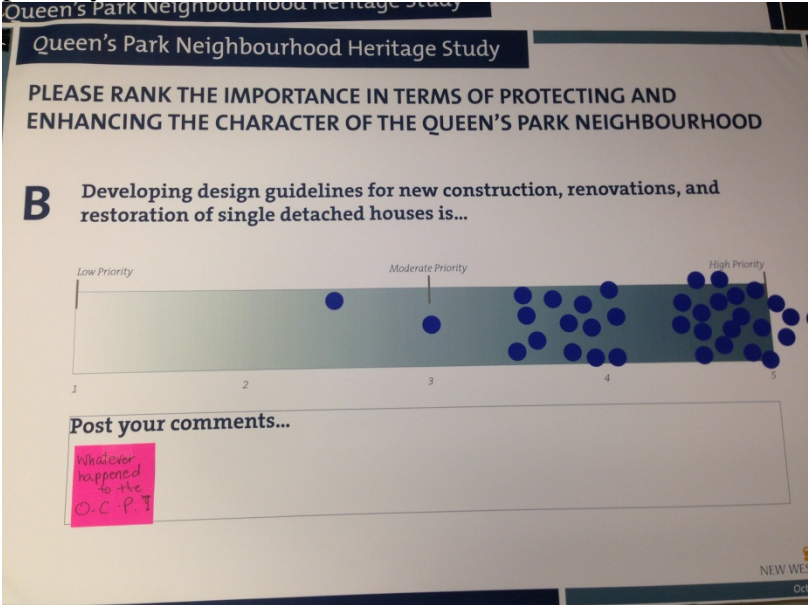 Queen's Park Neighbourhood Heritage Study
Queen's Park Neighbourhood Heritage Study
PLEASE RANK THE IMPORTANCE IN TERMS OF PROTECTING AND
ENHANCING THE CHARACTER OF THE QUEEN'S PARK NEIGHBOURHOOD
B
Developing design guidelines for new construction, renovations, and
restoration of single detached houses is...
Low Priority
Moderate Priority
High Priority
1
2
3
4
5
Post your comments...
Whatever
happened
to the
O.C.P.?
NEW WES
Oct